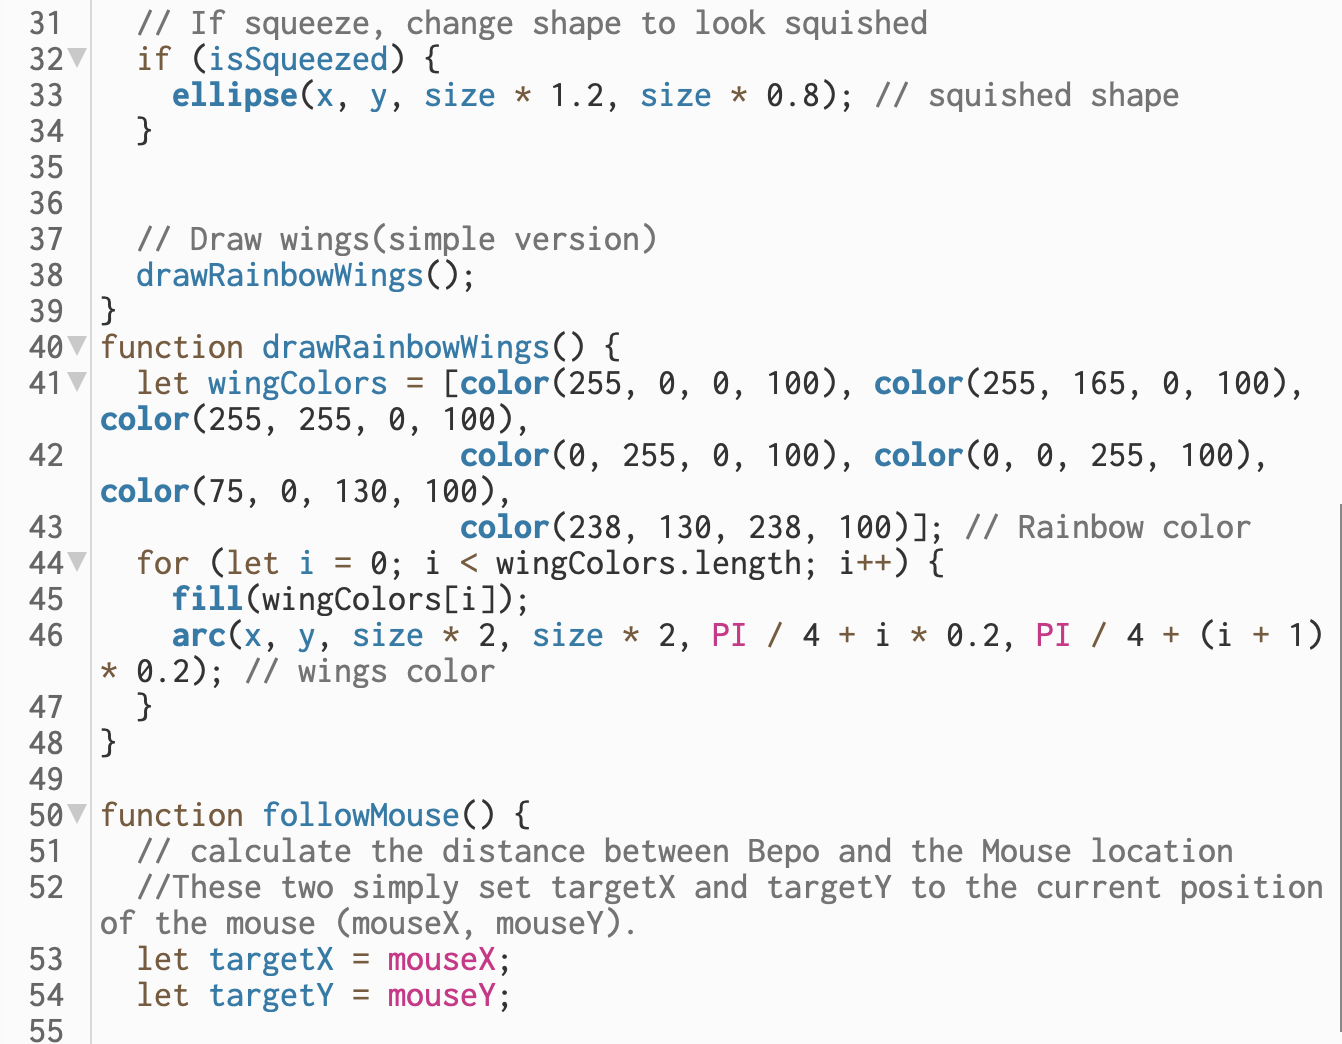 31 // If squeeze, change shape to look squished
32 if (isSqueezed) {
33 ellipse(x, y, size * 1.2, size * 0.8); // squished shape
34 }
35
36
37 // Draw wings(simple version)
38 drawRainbowWings();
39 }
40 function drawRainbowWings() {
41 let wingColors = [color(255, 0, 0, 100), color(255, 165, 0, 100),
color(255, 255, 0, 100),
42 color(0, 255, 0, 100), color(0, 0, 255, 100),
color(75, 0, 130, 100),
43 color(238, 130, 238, 100)]; // Rainbow color
44 for (let i = 0; i < wingColors.length; i++) {
45 fill(wingColors[i]);
46 arc(x, y, size * 2, size * 2, PI / 4 + i * 0.2, PI / 4 + (i + 1)
* 0.2); // wings color
47 }
48 }
49
50 function followMouse() {
51 // calculate the distance between Bepo and the Mouse location
52 //These two simply set targetX and targetY to the current position
of the mouse (mouseX, mouseY).
53 let targetX = mouseX;
54 let targetY = mouseY;
55